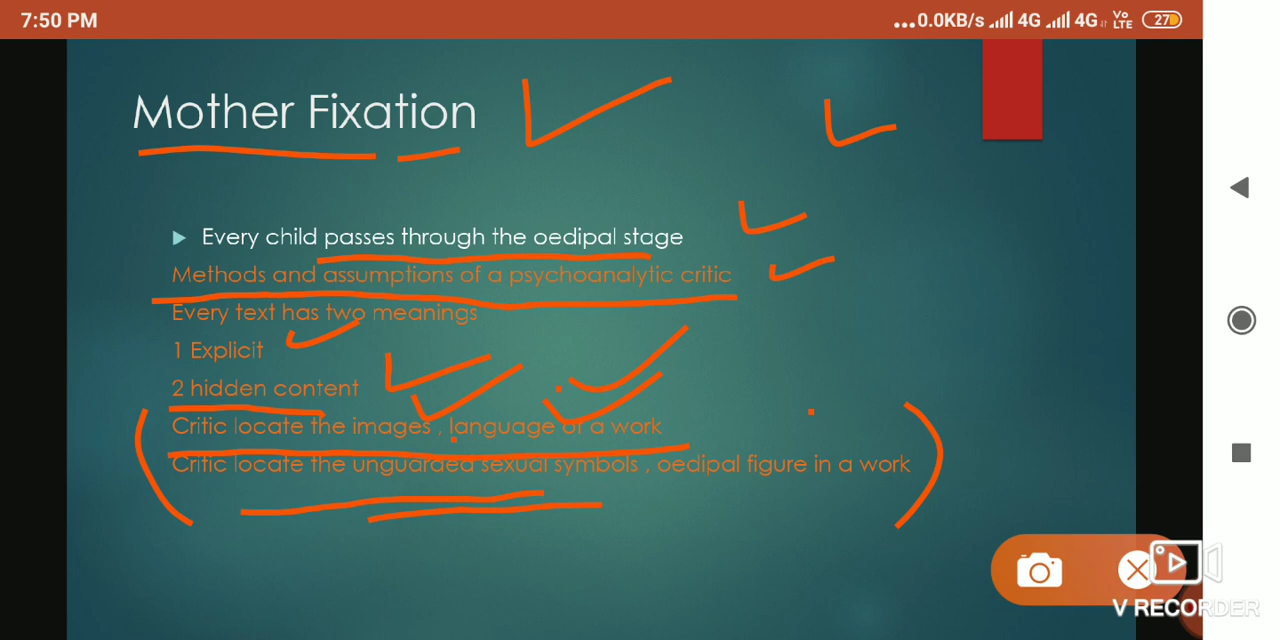 7:50 PM
...0.0KB/s 4G 4G Vo LTE 27
Mother Fixation
Every child passes through the oedipal stage
Methods and assumptions of a psychoanalytic critic
Every text has two meanings
1 Explicit
2 hidden content
Critic locate the images , language of a work
Critic locate the unguarded sexual symbols , oedipal figure in a work
V RECORDER